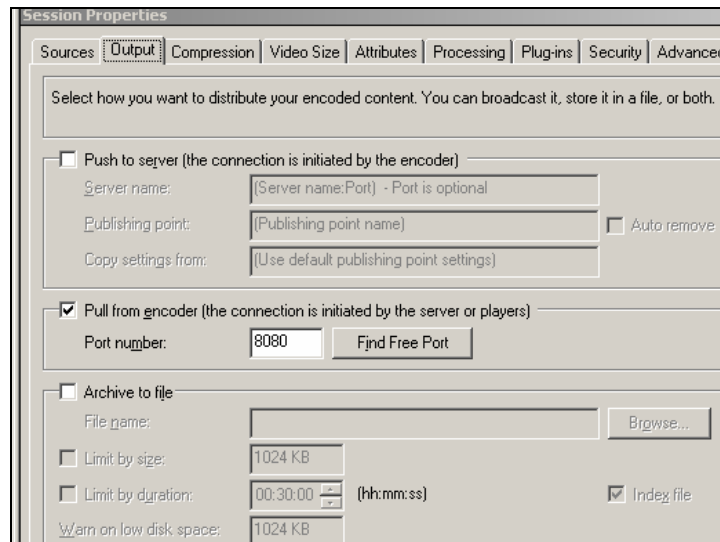 Session Properties
Sources Output Compression Video Size Attributes Processing Plug-ins Security Advanced
Select how you want to distribute your encoded content. You can broadcast it, store it in a file, or both.
Push to server (the connection is initiated by the encoder)
Server name: (Server name:Port) - Port is optional
Publishing point: (Publishing point name) Auto remove
Copy settings from: (Use default publishing point settings)
Pull from encoder (the connection is initiated by the server or players)
Port number: 8080 Find Free Port
Archive to file
File name: Browse...
Limit by size: 1024 KB
Limit by duration: 00:30:00 (hh:mm:ss) Index file
Warn on low disk space: 1024 KB